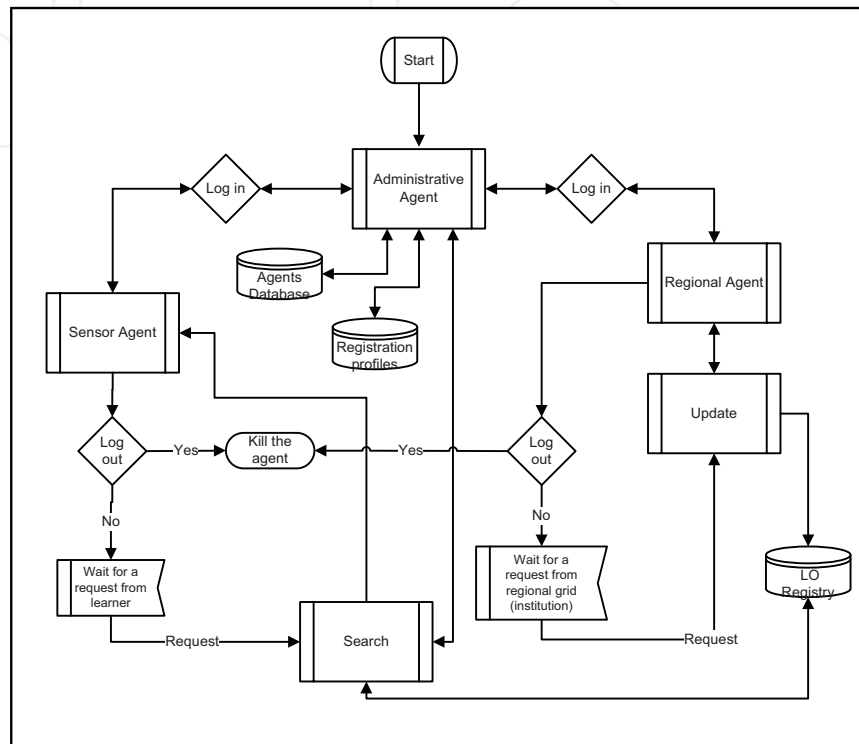 Start
Log in
Administrative
Agent
Log in
Agents
Database
Regional Agent
Sensor Agent
Registration
profiles
Update
Log
out
Yes
Kill the
agent
Yes
Log
out
No
No
Wait for a
request from
learner
Wait for a
request from
regional grid
(institution)
LO
Registry
Request
Search
Request